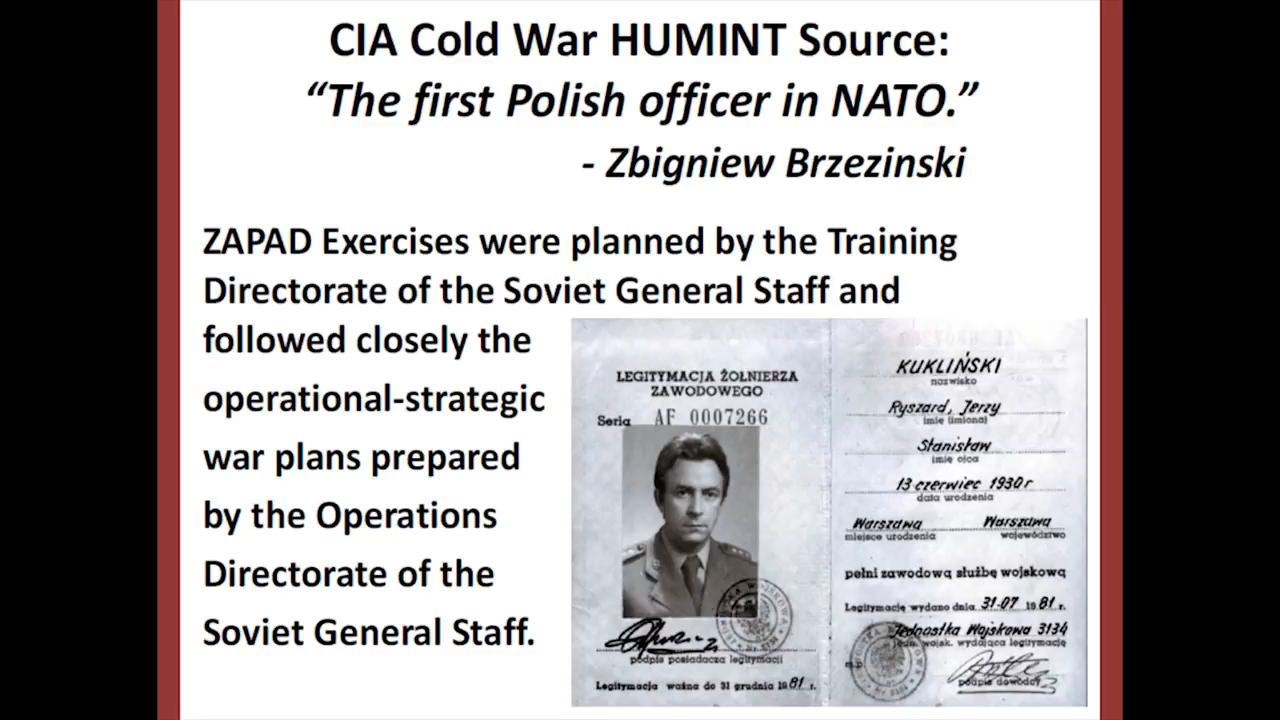 CIA Cold War HUMINT Source:
“The first Polish officer in NATO.”
- Zbigniew Brzezinski
ZAPAD Exercises were planned by the Training
Directorate of the Soviet General Staff and
followed closely the
operational-strategic
war plans prepared
by the Operations
Directorate of the
Soviet General Staff.
LEGITYMACJA ŻOŁNIERZA
ZAWODOWEGO
Seria AF 0007266
podpis posiadacza legitymacji
Legitymacja ważna do 31 grudnia 1981 r.
KUKLIŃSKI
nazwisko
Ryszard, Jerzy
imię (imiona)
Stanisław
imię ojca
13 czerwiec 1930 r
data urodzenia
Warszawa Warszawa
miejsce urodzenia województwo
pełni zawodową służbę wojskową
Legitymację wydano dnia 31-07 1981 r.
Jednostka Wojskowa 3134
jedn. wojsk. wydająca legitymację
m.p.
podpis dowódcy